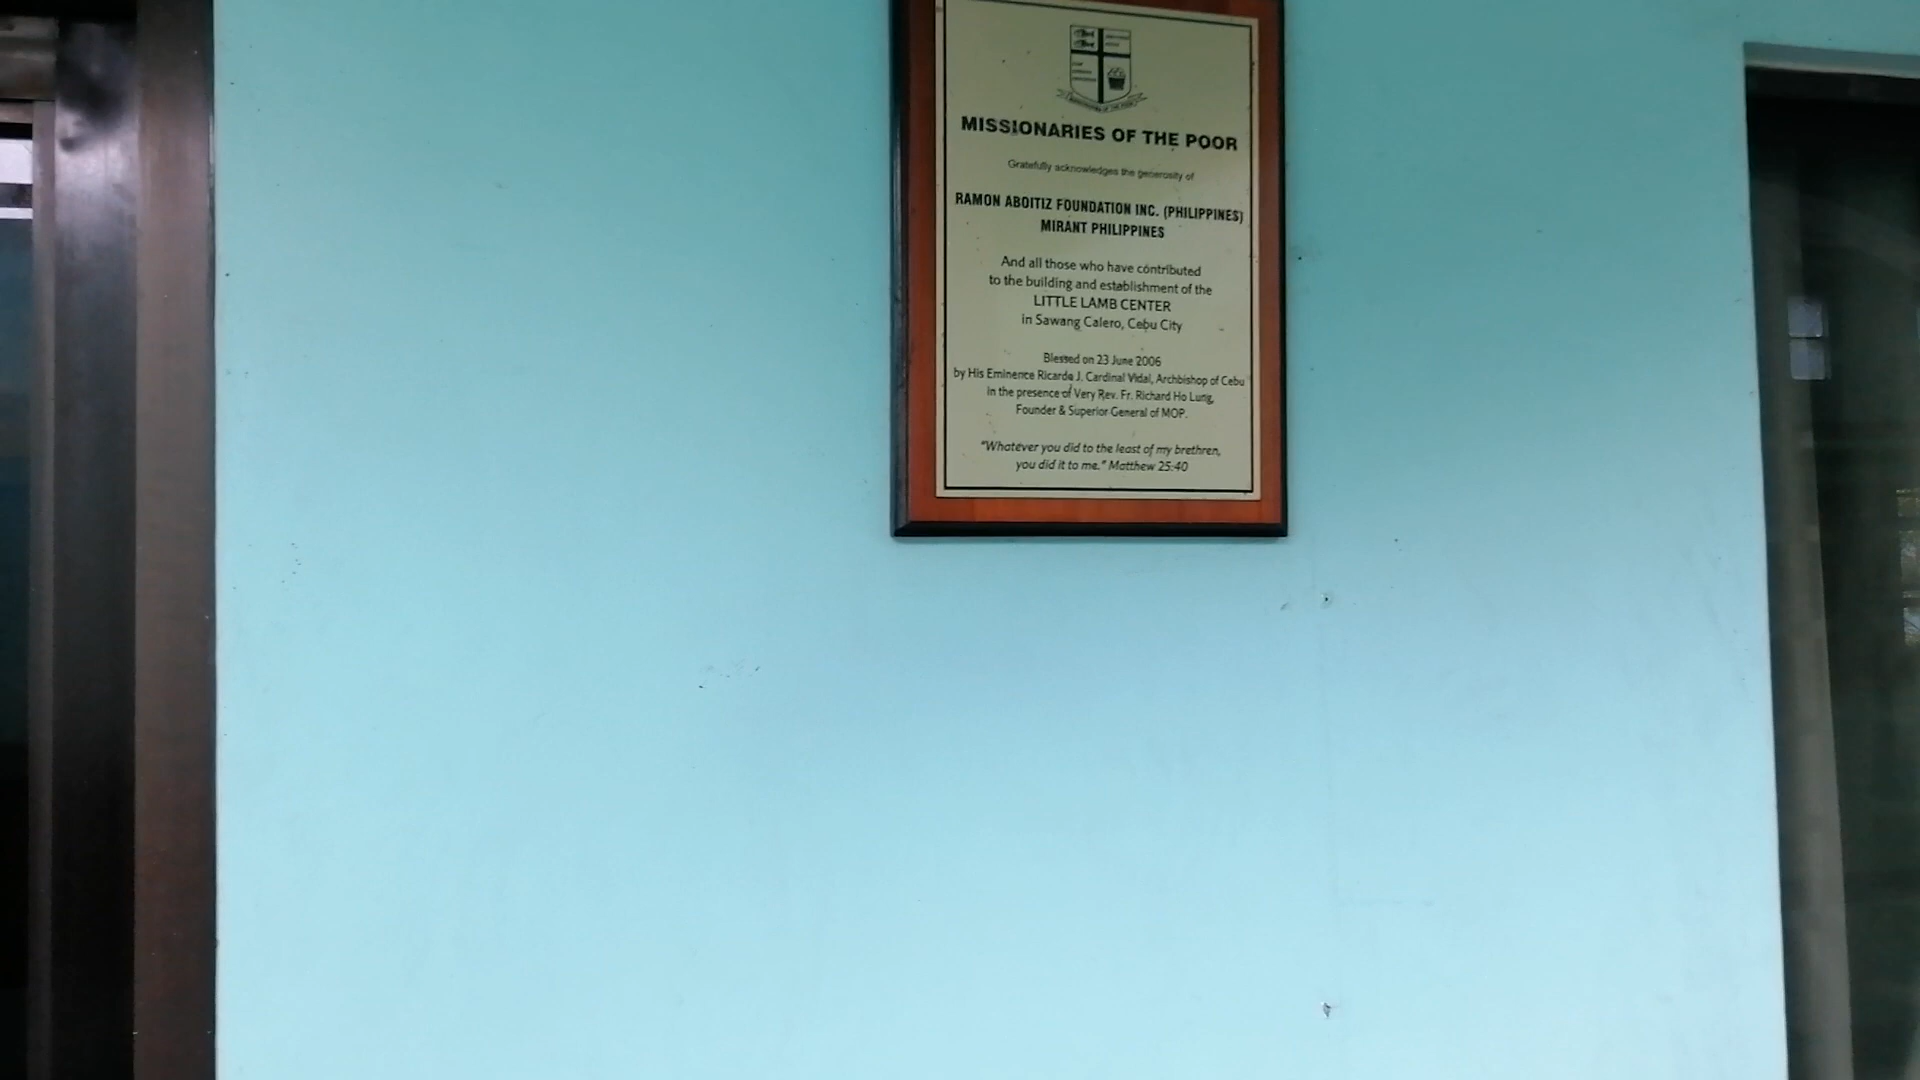 MISSIONARIES OF THE POOR
Gratefully acknowledges the generosity of
RAMON ABOITIZ FOUNDATION INC. (PHILIPPINES)
MIRANT PHILIPPINES
And all those who have contributed
to the building and establishment of the
LITTLE LAMB CENTER
in Sawang Calero, Cebu City
Blessed on 23 June 2006
by His Eminence Ricardo J. Cardinal Vidal, Archbishop of Cebu
in the presence of Very Rev. Fr. Richard Ho Lung,
Founder & Superior General of MOP.
"Whatever you did to the least of my brethren,
you did it to me." Matthew 25:40